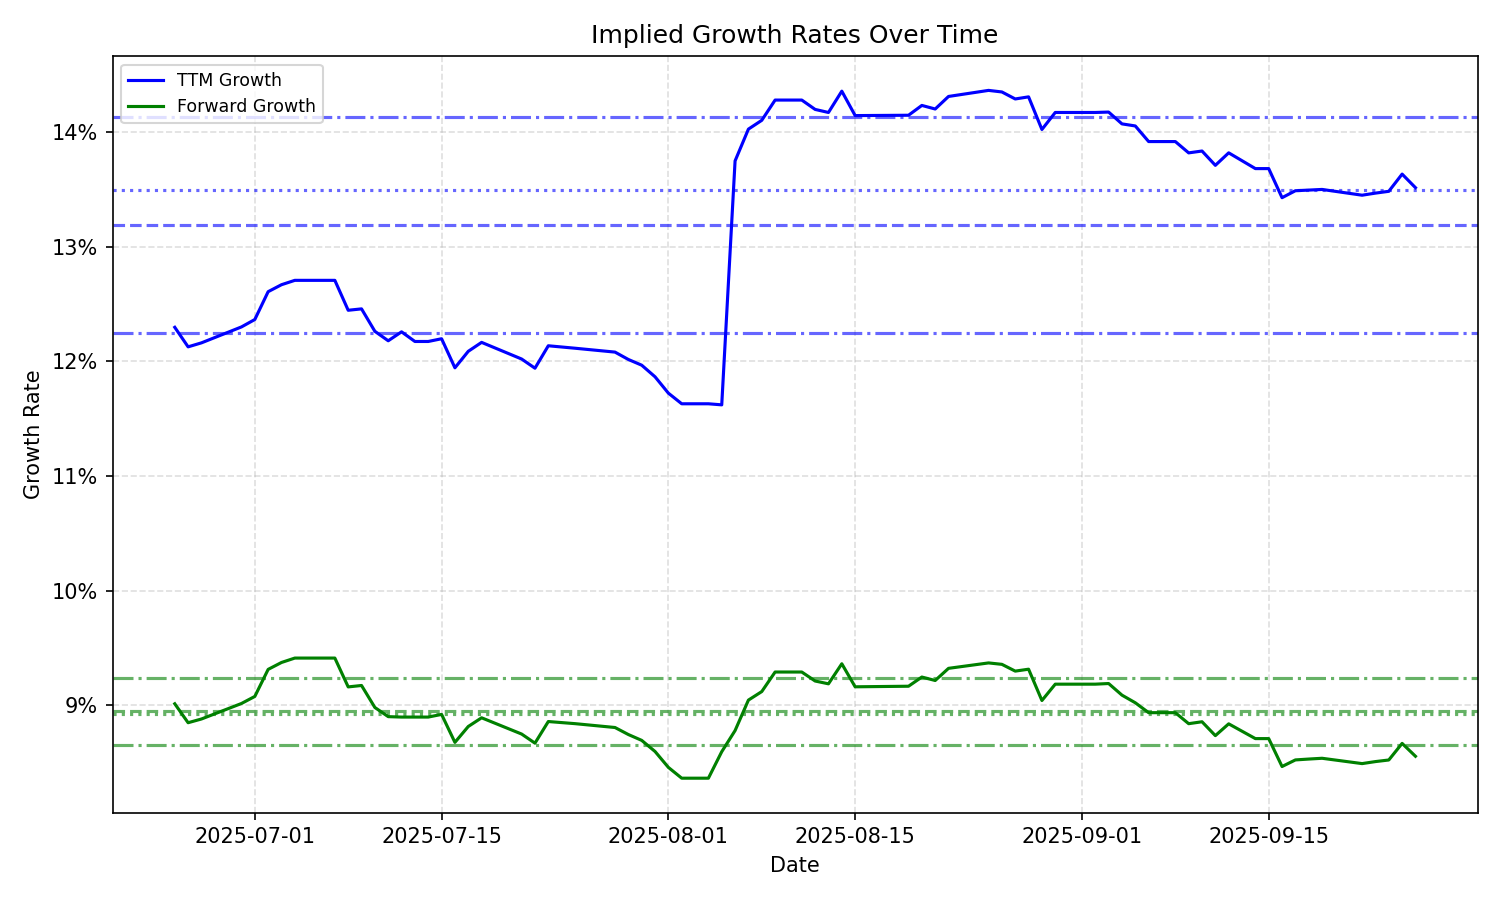 Implied Growth Rates Over Time
TTM Growth
Forward Growth
14%
13%
12%
11%
10%
9%
Growth Rate
2025-07-01
2025-07-15
2025-08-01
2025-08-15
2025-09-01
2025-09-15
Date